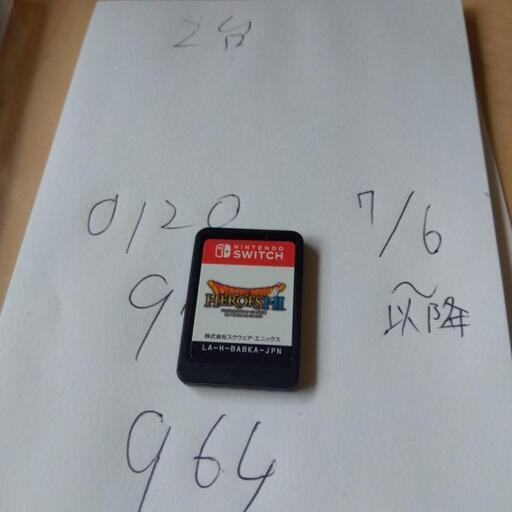 2台
0120
7/6
～
以降
9
964
NINTENDO
SWITCH
HEROES I・II
株式会社スクウェア・エニックス
LA-H-BABKA-JPN